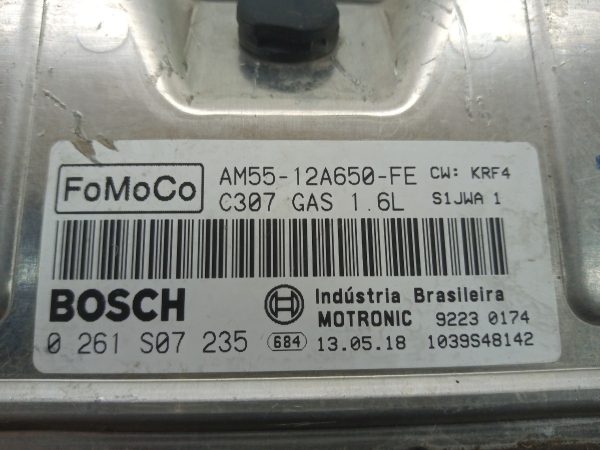 FoMoCo AM55-12A650-FE CW: KRF4
C307 GAS 1.6L S1JWA 1
BOSCH Indústria Brasileira
MOTRONIC 9223 0174
0 261 S07 235 684 13.05.18 1039S48142